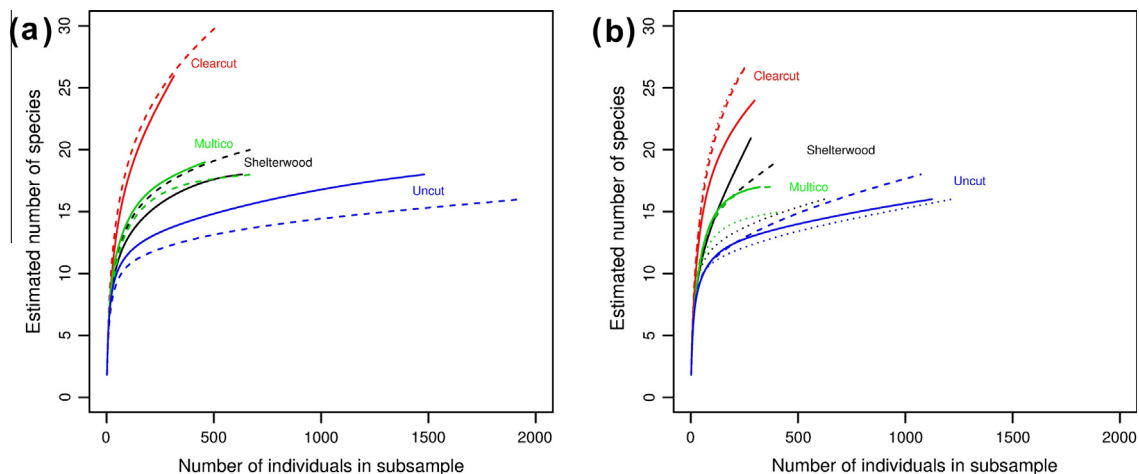 (a)
Estimated number of species
30
25
20
15
10
5
0
Clearcut
Multico
Shelterwood
Uncut
0 500 1000 1500 2000
Number of individuals in subsample
(b)
Estimated number of species
30
25
20
15
10
5
0
Clearcut
Shelterwood
Multico
Uncut
0 500 1000 1500 2000
Number of individuals in subsample